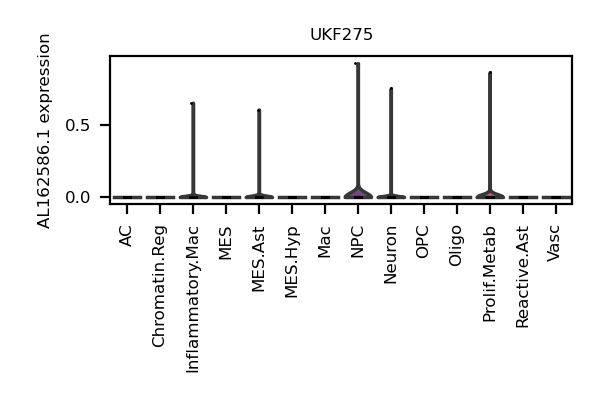 UKF275
AL162586.1 expression
0.5
0.0
AC
Chromatin.Reg
Inflammatory.Mac
MES
MES.Ast
MES.Hyp
Mac
NPC
Neuron
OPC
Oligo
Prolif.Metab
Reactive.Ast
Vasc